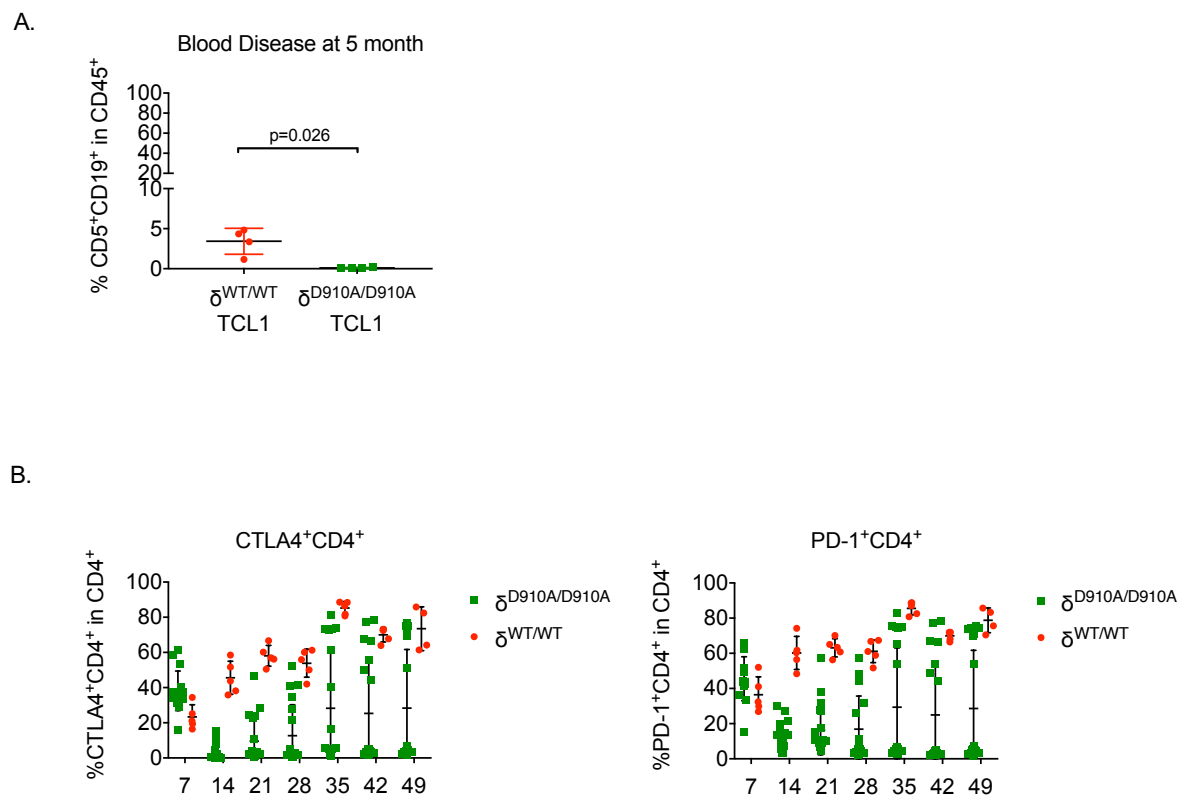 A.
Blood Disease at 5 month
% CD5⁺CD19⁺ in CD45⁺
100
80
60
40
20
10
5
0
p=0.026
δWT/WT δD910A/D910A
TCL1 TCL1
B.
CTLA4⁺CD4⁺
%CTLA4⁺CD4⁺ in CD4⁺
100
80
60
40
20
0
7 14 21 28 35 42 49
δD910A/D910A
δWT/WT
PD-1⁺CD4⁺
%PD-1⁺CD4⁺ in CD4⁺
100
80
60
40
20
0
7 14 21 28 35 42 49
δD910A/D910A
δWT/WT